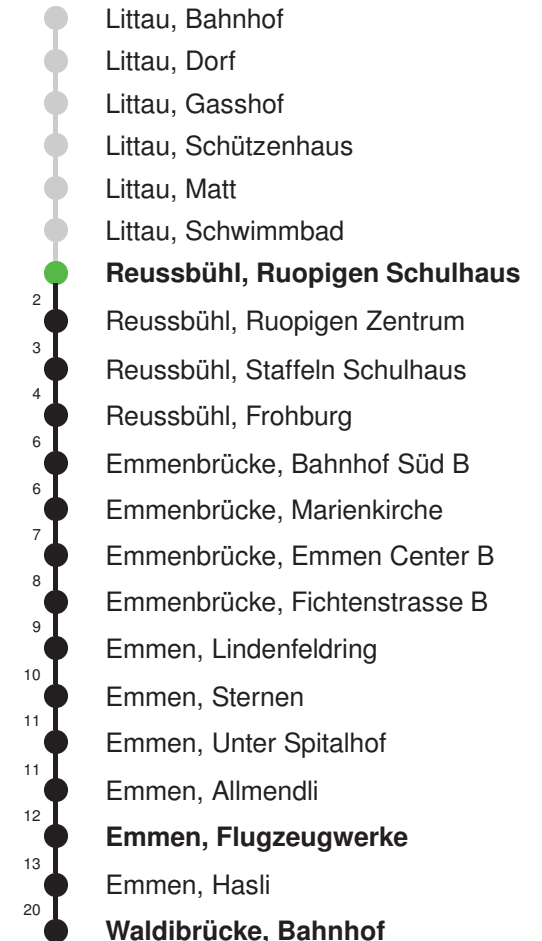 Littau, Bahnhof
Littau, Dorf
Littau, Gasshof
Littau, Schützenhaus
Littau, Matt
Littau, Schwimmbad
Reussbühl, Ruopigen Schulhaus
2
Reussbühl, Ruopigen Zentrum
3
Reussbühl, Staffeln Schulhaus
4
Reussbühl, Frohburg
6
Emmenbrücke, Bahnhof Süd B
6
Emmenbrücke, Marienkirche
7
Emmenbrücke, Emmen Center B
8
Emmenbrücke, Fichtenstrasse B
9
Emmen, Lindenfeldring
10
Emmen, Sternen
11
Emmen, Unter Spitalhof
11
Emmen, Allmendli
12
Emmen, Flugzeugwerke
13
Emmen, Hasli
20
Waldibrücke, Bahnhof